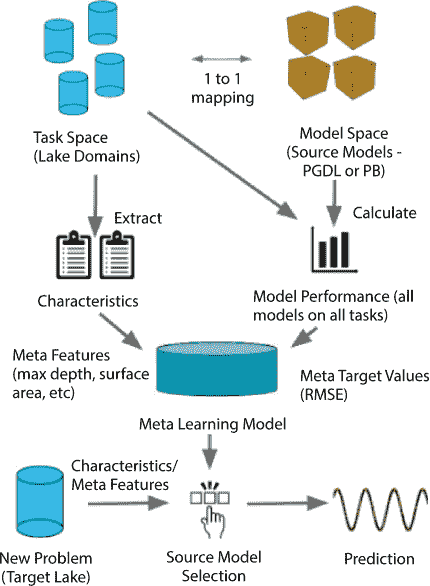 1 to 1
mapping
Task Space
(Lake Domains)
Model Space
(Source Models -
PGDL or PB)
Extract
Calculate
Characteristics
Model Performance (all
models on all tasks)
Meta Features
(max depth, surface
area, etc)
Meta Target Values
(RMSE)
Meta Learning Model
Characteristics/
Meta Features
New Problem
(Target Lake)
Source Model
Selection
Prediction